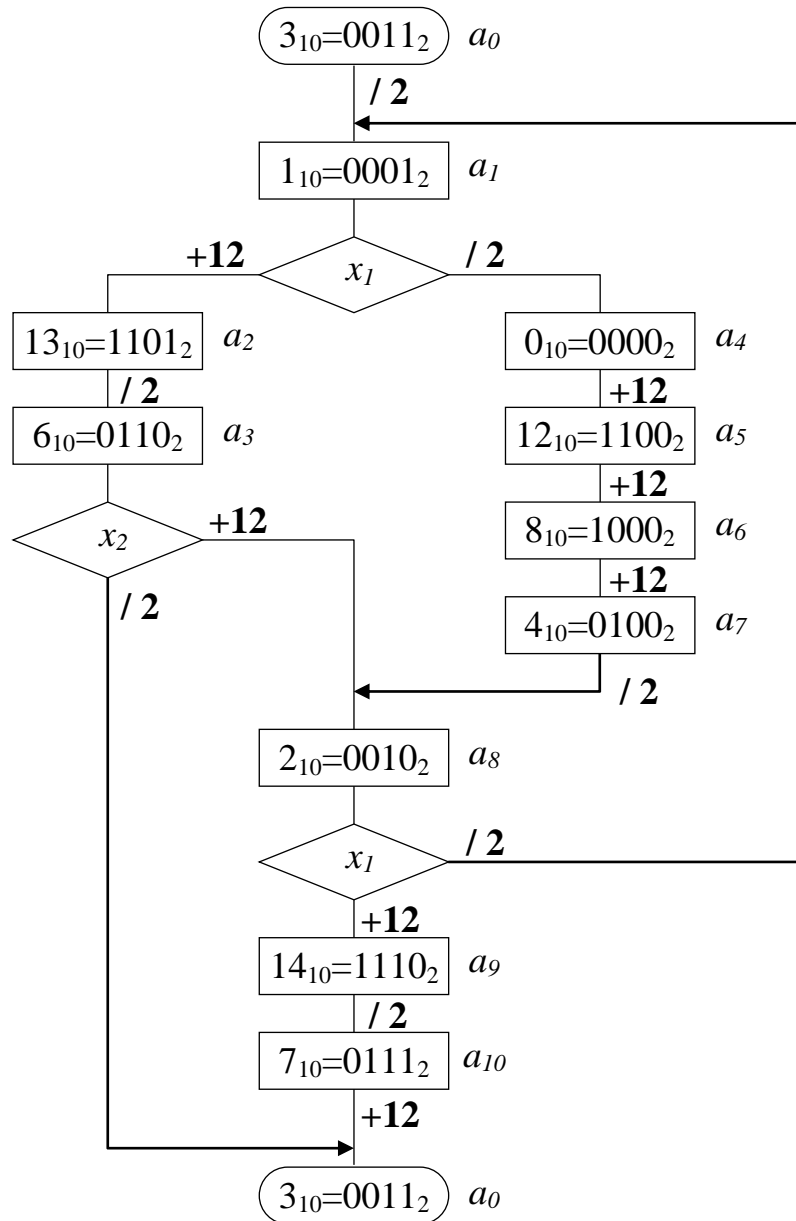 3₁₀=0011₂ a₀
/ 2
1₁₀=0001₂ a₁
+12 x₁ / 2
13₁₀=1101₂ a₂ 0₁₀=0000₂ a₄
/ 2 +12
6₁₀=0110₂ a₃ 12₁₀=1100₂ a₅
+12
x₂ +12 8₁₀=1000₂ a₆
/ 2 +12
4₁₀=0100₂ a₇
/ 2
2₁₀=0010₂ a₈
x₁ / 2
+12
14₁₀=1110₂ a₉
/ 2
7₁₀=0111₂ a₁₀
+12
3₁₀=0011₂ a₀